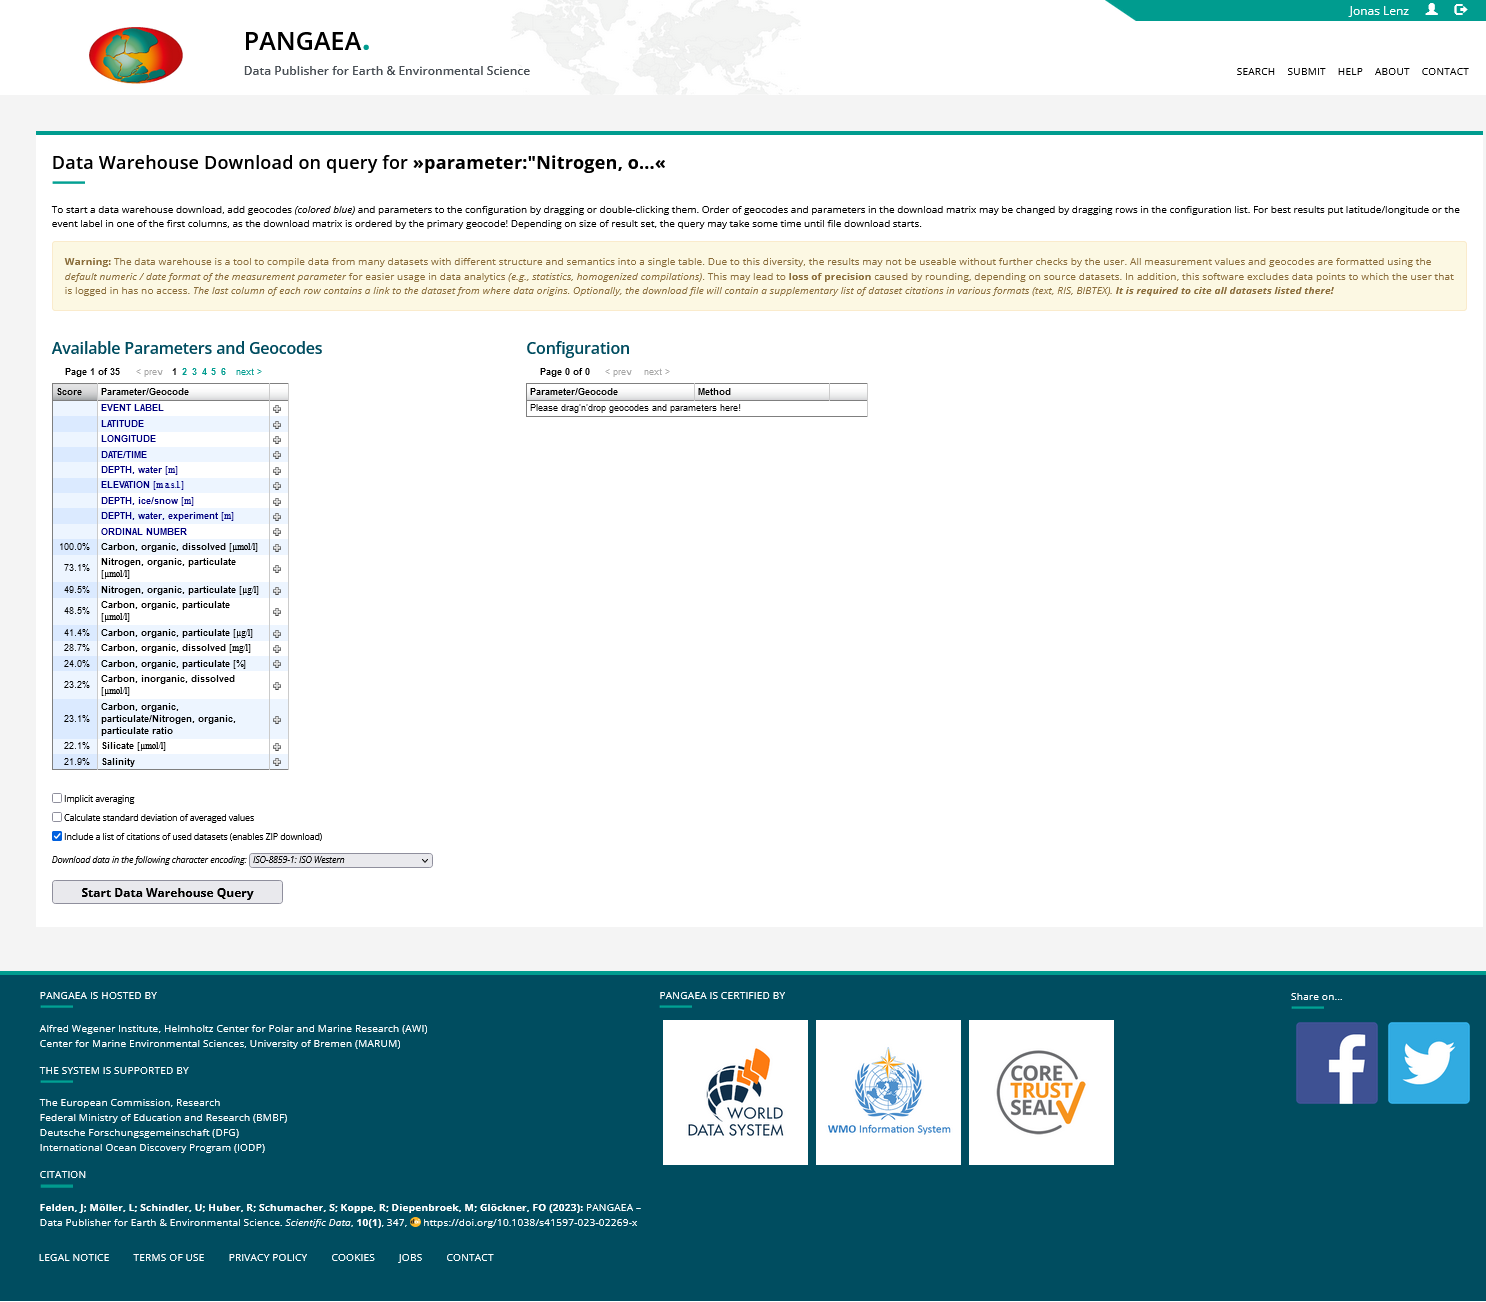 Jonas Lenz
PANGAEA.
Data Publisher for Earth & Environmental Science
SEARCH SUBMIT HELP ABOUT CONTACT
Data Warehouse Download on query for »parameter:"Nitrogen, o...«
To start a data warehouse download, add geocodes (colored blue) and parameters to the configuration by dragging or double-clicking them. Order of geocodes and parameters in the download matrix may be changed by dragging rows in the configuration list. For best results put latitude/longitude or the
event label in one of the first columns, as the download matrix is ordered by the primary geocode! Depending on size of result set, the query may take some time until file download starts.
Warning: The data warehouse is a tool to compile data from many datasets with different structure and semantics into a single table. Due to this diversity, the results may not be useable without further checks by the user. All measurement values and geocodes are formatted using the
default numeric / date format of the measurement parameter for easier usage in data analytics (e.g., statistics, homogenized compilations). This may lead to loss of precision caused by rounding, depending on source datasets. In addition, this software excludes data points to which the user that
is logged in has no access. The last column of each row contains a link to the dataset from where data origins. Optionally, the download file will contain a supplementary list of dataset citations in various formats (text, RIS, BIBTEX). It is required to cite all datasets listed there!
Available Parameters and Geocodes
Page 1 of 35 < prev 1 2 3 4 5 6 next >
Score Parameter/Geocode
EVENT LABEL
LATITUDE
LONGITUDE
DATE/TIME
DEPTH, water [m]
ELEVATION [m a.s.l.]
DEPTH, ice/snow [m]
DEPTH, water, experiment [m]
ORDINAL NUMBER
100.0% Carbon, organic, dissolved [µmol/l]
73.1% Nitrogen, organic, particulate
[µmol/l]
49.5% Nitrogen, organic, particulate [µg/l]
48.5% Carbon, organic, particulate
[µmol/l]
41.4% Carbon, organic, particulate [µg/l]
28.7% Carbon, organic, dissolved [mg/l]
24.0% Carbon, organic, particulate [%]
23.2% Carbon, inorganic, dissolved
[µmol/l]
23.1% Carbon, organic,
particulate/Nitrogen, organic,
particulate ratio
22.1% Silicate [µmol/l]
21.9% Salinity
Configuration
Page 0 of 0 < prev next >
Parameter/Geocode Method
Please drag'n'drop geocodes and parameters here!
Implicit averaging
Calculate standard deviation of averaged values
Include a list of citations of used datasets (enables ZIP download)
Download data in the following character encoding: ISO-8859-1: ISO Western
Start Data Warehouse Query
PANGAEA IS HOSTED BY
Alfred Wegener Institute, Helmholtz Center for Polar and Marine Research (AWI)
Center for Marine Environmental Sciences, University of Bremen (MARUM)
THE SYSTEM IS SUPPORTED BY
The European Commission, Research
Federal Ministry of Education and Research (BMBF)
Deutsche Forschungsgemeinschaft (DFG)
International Ocean Discovery Program (IODP)
CITATION
Felden, J; Möller, L; Schindler, U; Huber, R; Schumacher, S; Koppe, R; Diepenbroek, M; Glöckner, FO (2023): PANGAEA –
Data Publisher for Earth & Environmental Science. Scientific Data, 10(1), 347, https://doi.org/10.1038/s41597-023-02269-x
LEGAL NOTICE TERMS OF USE PRIVACY POLICY COOKIES JOBS CONTACT
PANGAEA IS CERTIFIED BY
WORLD
DATA SYSTEM
WMO Information System
CORE
TRUST
SEAL
Share on...